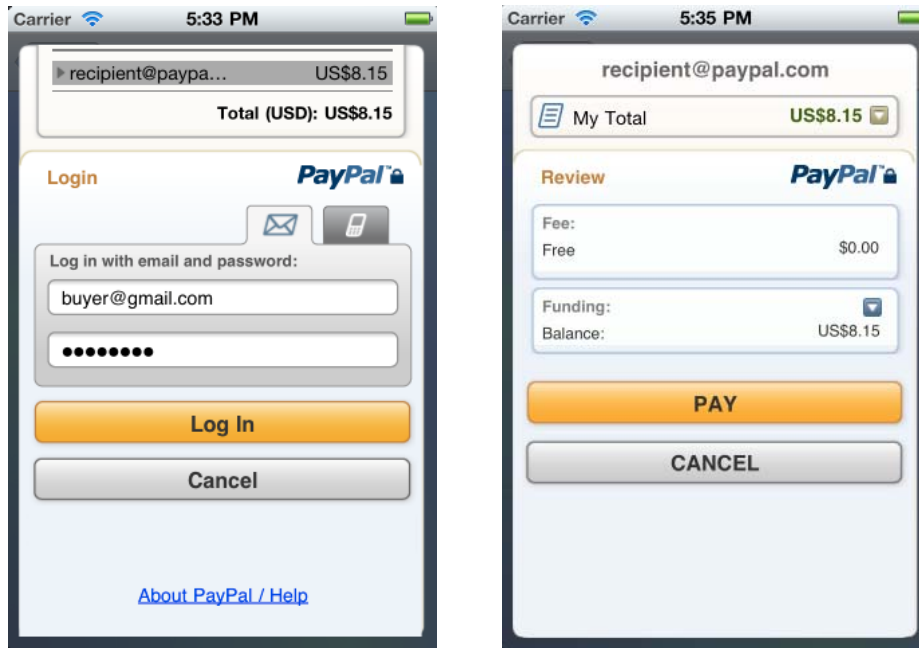 Carrier 5:33 PM
recipient@paypa... US$8.15
Total (USD): US$8.15
Login PayPal™
Log in with email and password:
buyer@gmail.com
●●●●●●●●
Log In
Cancel
About PayPal / Help
Carrier 5:35 PM
recipient@paypal.com
My Total US$8.15
Review PayPal™
Fee:
Free $0.00
Funding:
Balance: US$8.15
PAY
CANCEL